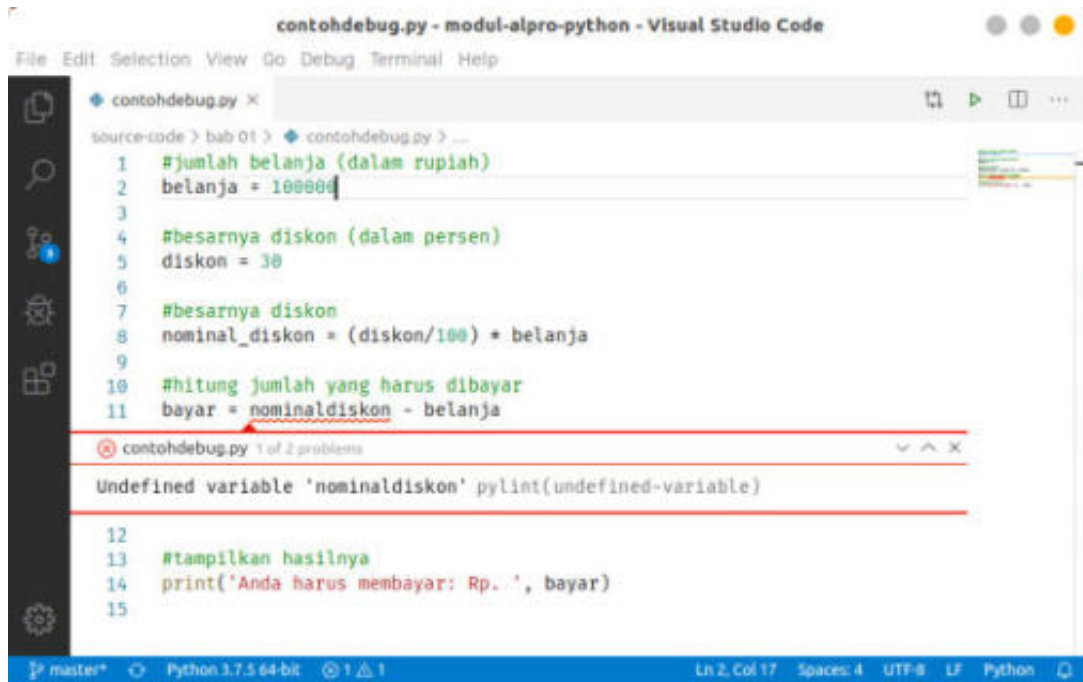 contohdebug.py - modul-alpro-python - Visual Studio Code
File Edit Selection View Go Debug Terminal Help
contohdebug.py ×
source-code > bab 01 > contohdebug.py > ...
1 #jumlah belanja (dalam rupiah)
2 belanja = 100000
3
4 #besarnya diskon (dalam persen)
5 diskon = 30
6
7 #besarnya diskon
8 nominal_diskon = (diskon/100) * belanja
9
10 #hitung jumlah yang harus dibayar
11 bayar = nominaldiskon - belanja
contohdebug.py 1 of 2 problems
Undefined variable 'nominaldiskon' pylint(undefined-variable)
12
13 #tampilkan hasilnya
14 print('Anda harus membayar: Rp. ', bayar)
15
master* Python 3.7.5 64-bit 1 1 Ln 2, Col 17 Spaces: 4 UTF-8 LF Python